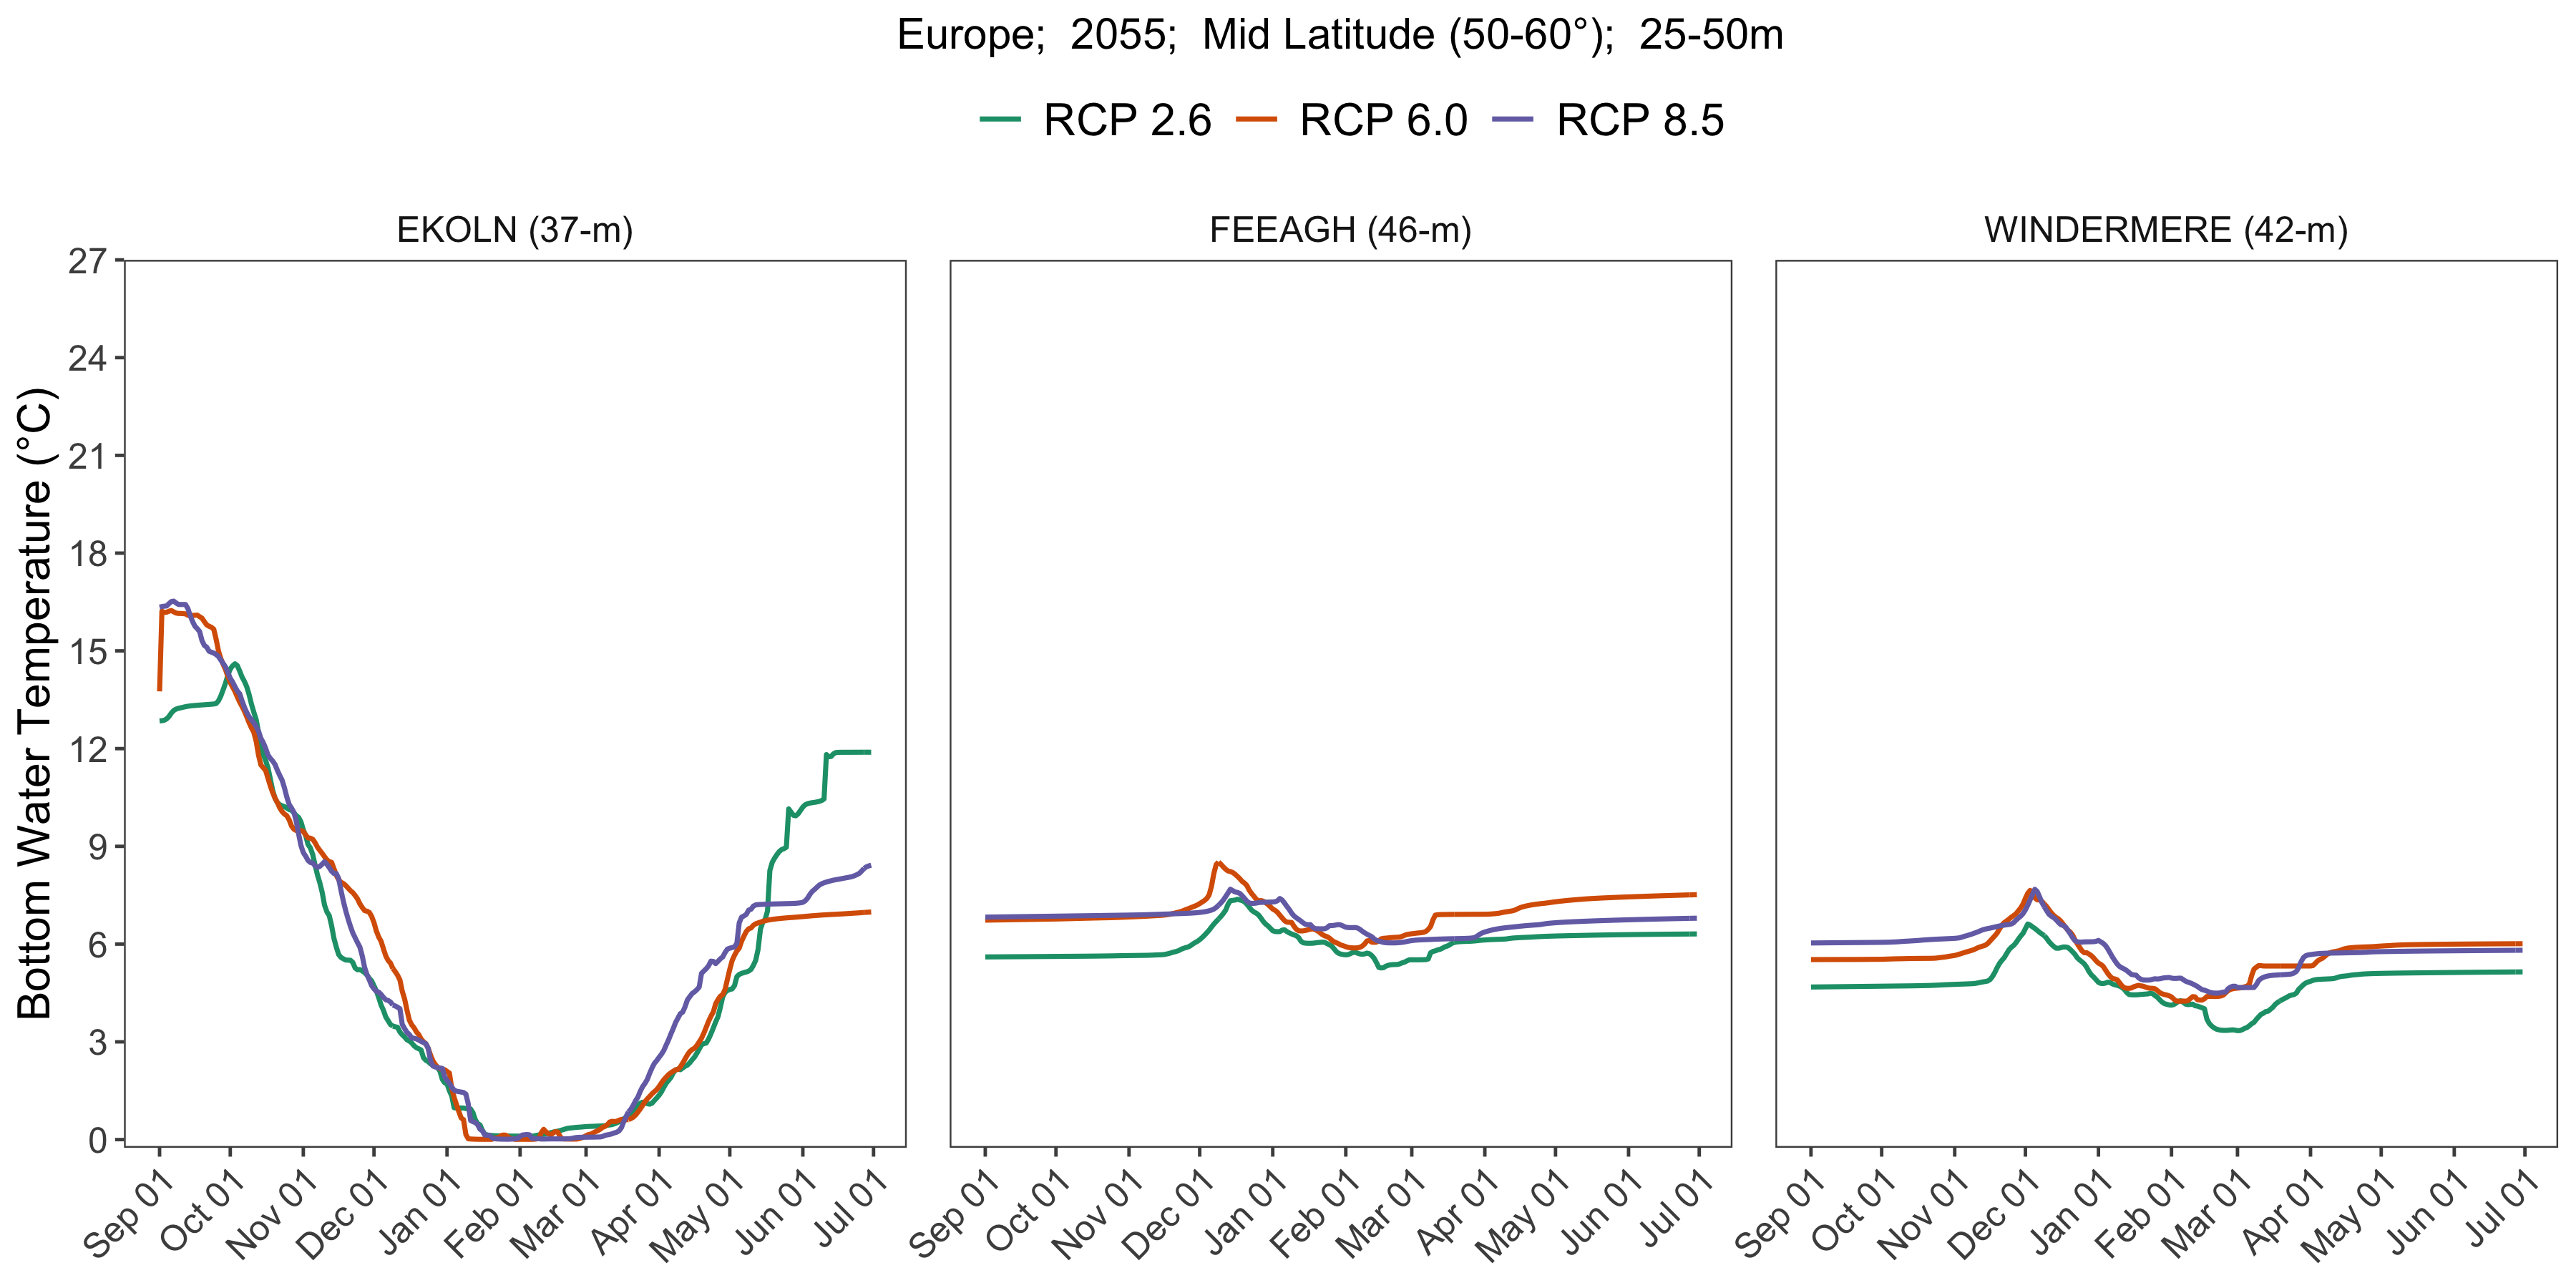 Europe;  2055;  Mid Latitude (50-60°);  25-50m
RCP 2.6 RCP 6.0 RCP 8.5
EKOLN (37-m) FEEAGH (46-m) WINDERMERE (42-m)
Bottom Water Temperature (°C)
27
24
21
18
15
12
9
6
3
0
Sep 01 Oct 01 Nov 01 Dec 01 Jan 01 Feb 01 Mar 01 Apr 01 May 01 Jun 01 Jul 01
Sep 01 Oct 01 Nov 01 Dec 01 Jan 01 Feb 01 Mar 01 Apr 01 May 01 Jun 01 Jul 01
Sep 01 Oct 01 Nov 01 Dec 01 Jan 01 Feb 01 Mar 01 Apr 01 May 01 Jun 01 Jul 01